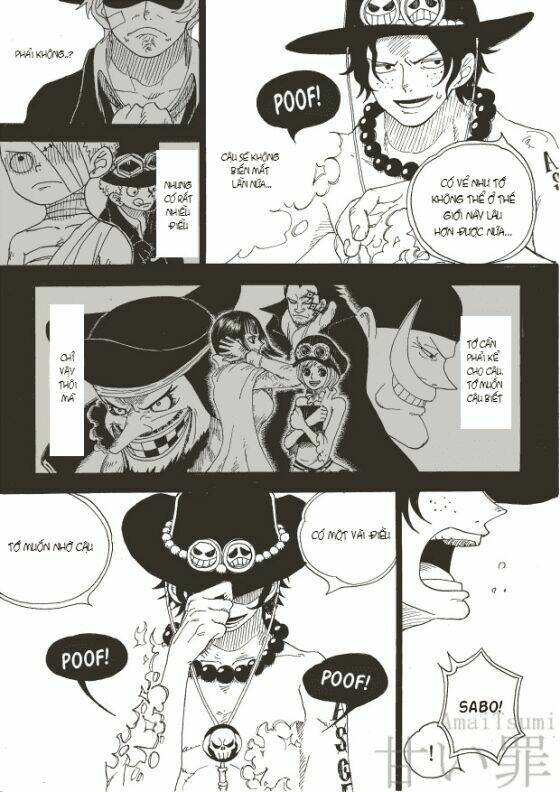 POOF!
CÓ VẺ NHƯ TỚ
KHÔNG
THỂ Ở THẾ
GIỚI NÀY LÂU
HƠN ĐƯỢC NỮA...
AS
PHẢI KHÔNG..?
CẬU SẼ KHÔNG
BIẾN MẤT
LẦN NỮA...
NHƯNG
CÓ RẤT
NHIỀU
ĐIỀU
TỚ CẦN
PHẢI KỂ
CHO CẬU.
TỚ MUỐN
CẬU BIẾT
CHỈ
VẬY
THÔI
MÀ
CÓ MỘT VÀI ĐIỀU
TỚ MUỐN NHỜ CẬU
POOF!
POOF!
ASC
SABO!
!
AmaiTsumi
甘い罪